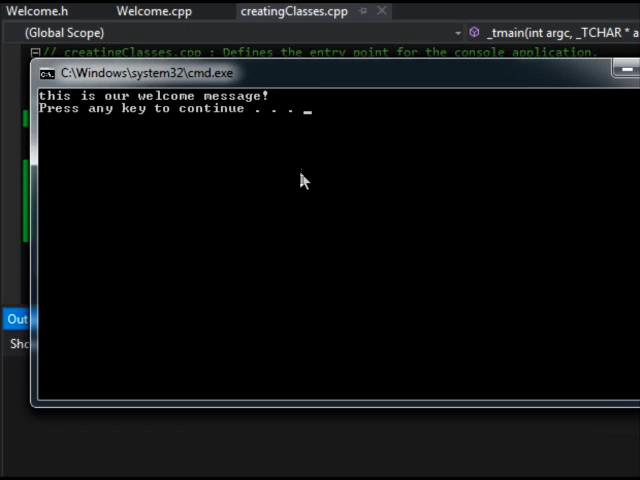 Welcome.h Welcome.cpp creatingClasses.cpp
(Global Scope) _tmain(int argc, _TCHAR * a
// creatingClasses.cpp : Defines the entry point for the console application.
C:\Windows\system32\cmd.exe
this is our welcome message!
Press any key to continue . . . _
Out
Sho